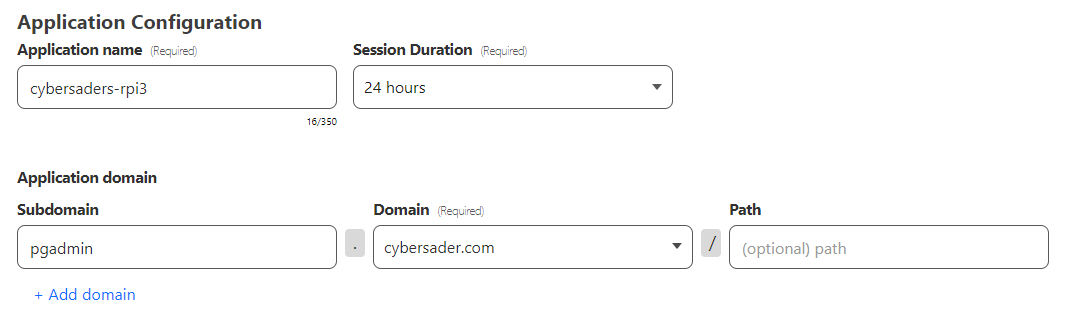 Application Configuration
Application name (Required) Session Duration (Required)
cybersaders-rpi3 24 hours
16/350
Application domain
Subdomain Domain (Required) Path
pgadmin . cybersader.com / (optional) path
+ Add domain